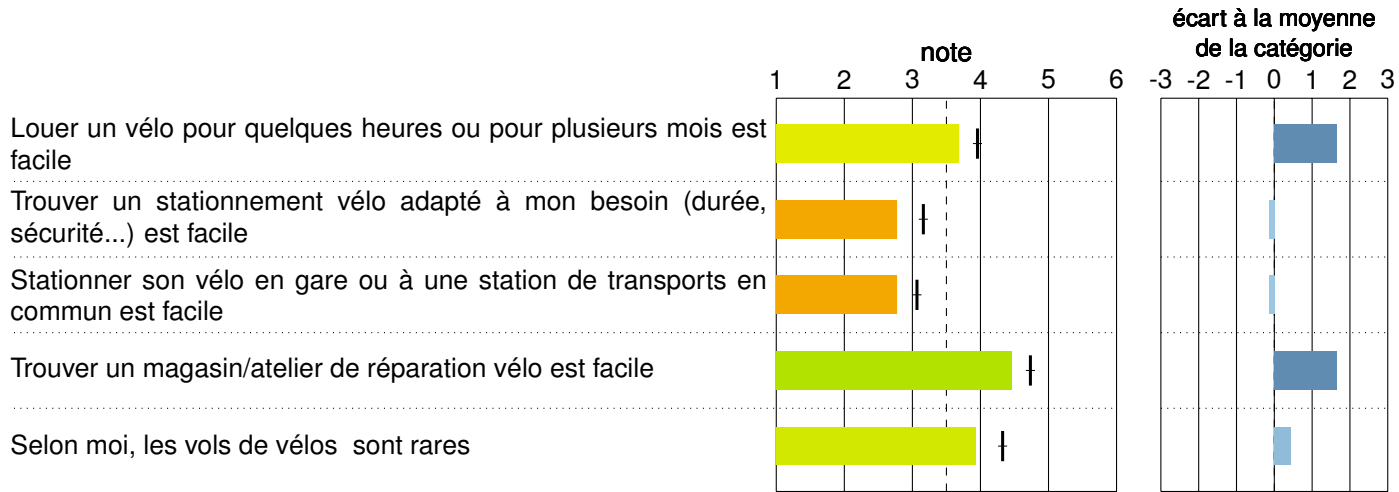 écart à la moyenne
de la catégorie
note
1 2 3 4 5 6
-3 -2 -1 0 1 2 3
Louer un vélo pour quelques heures ou pour plusieurs mois est
facile
Trouver un stationnement vélo adapté à mon besoin (durée,
sécurité...) est facile
Stationner son vélo en gare ou à une station de transports en
commun est facile
Trouver un magasin/atelier de réparation vélo est facile
Selon moi, les vols de vélos sont rares